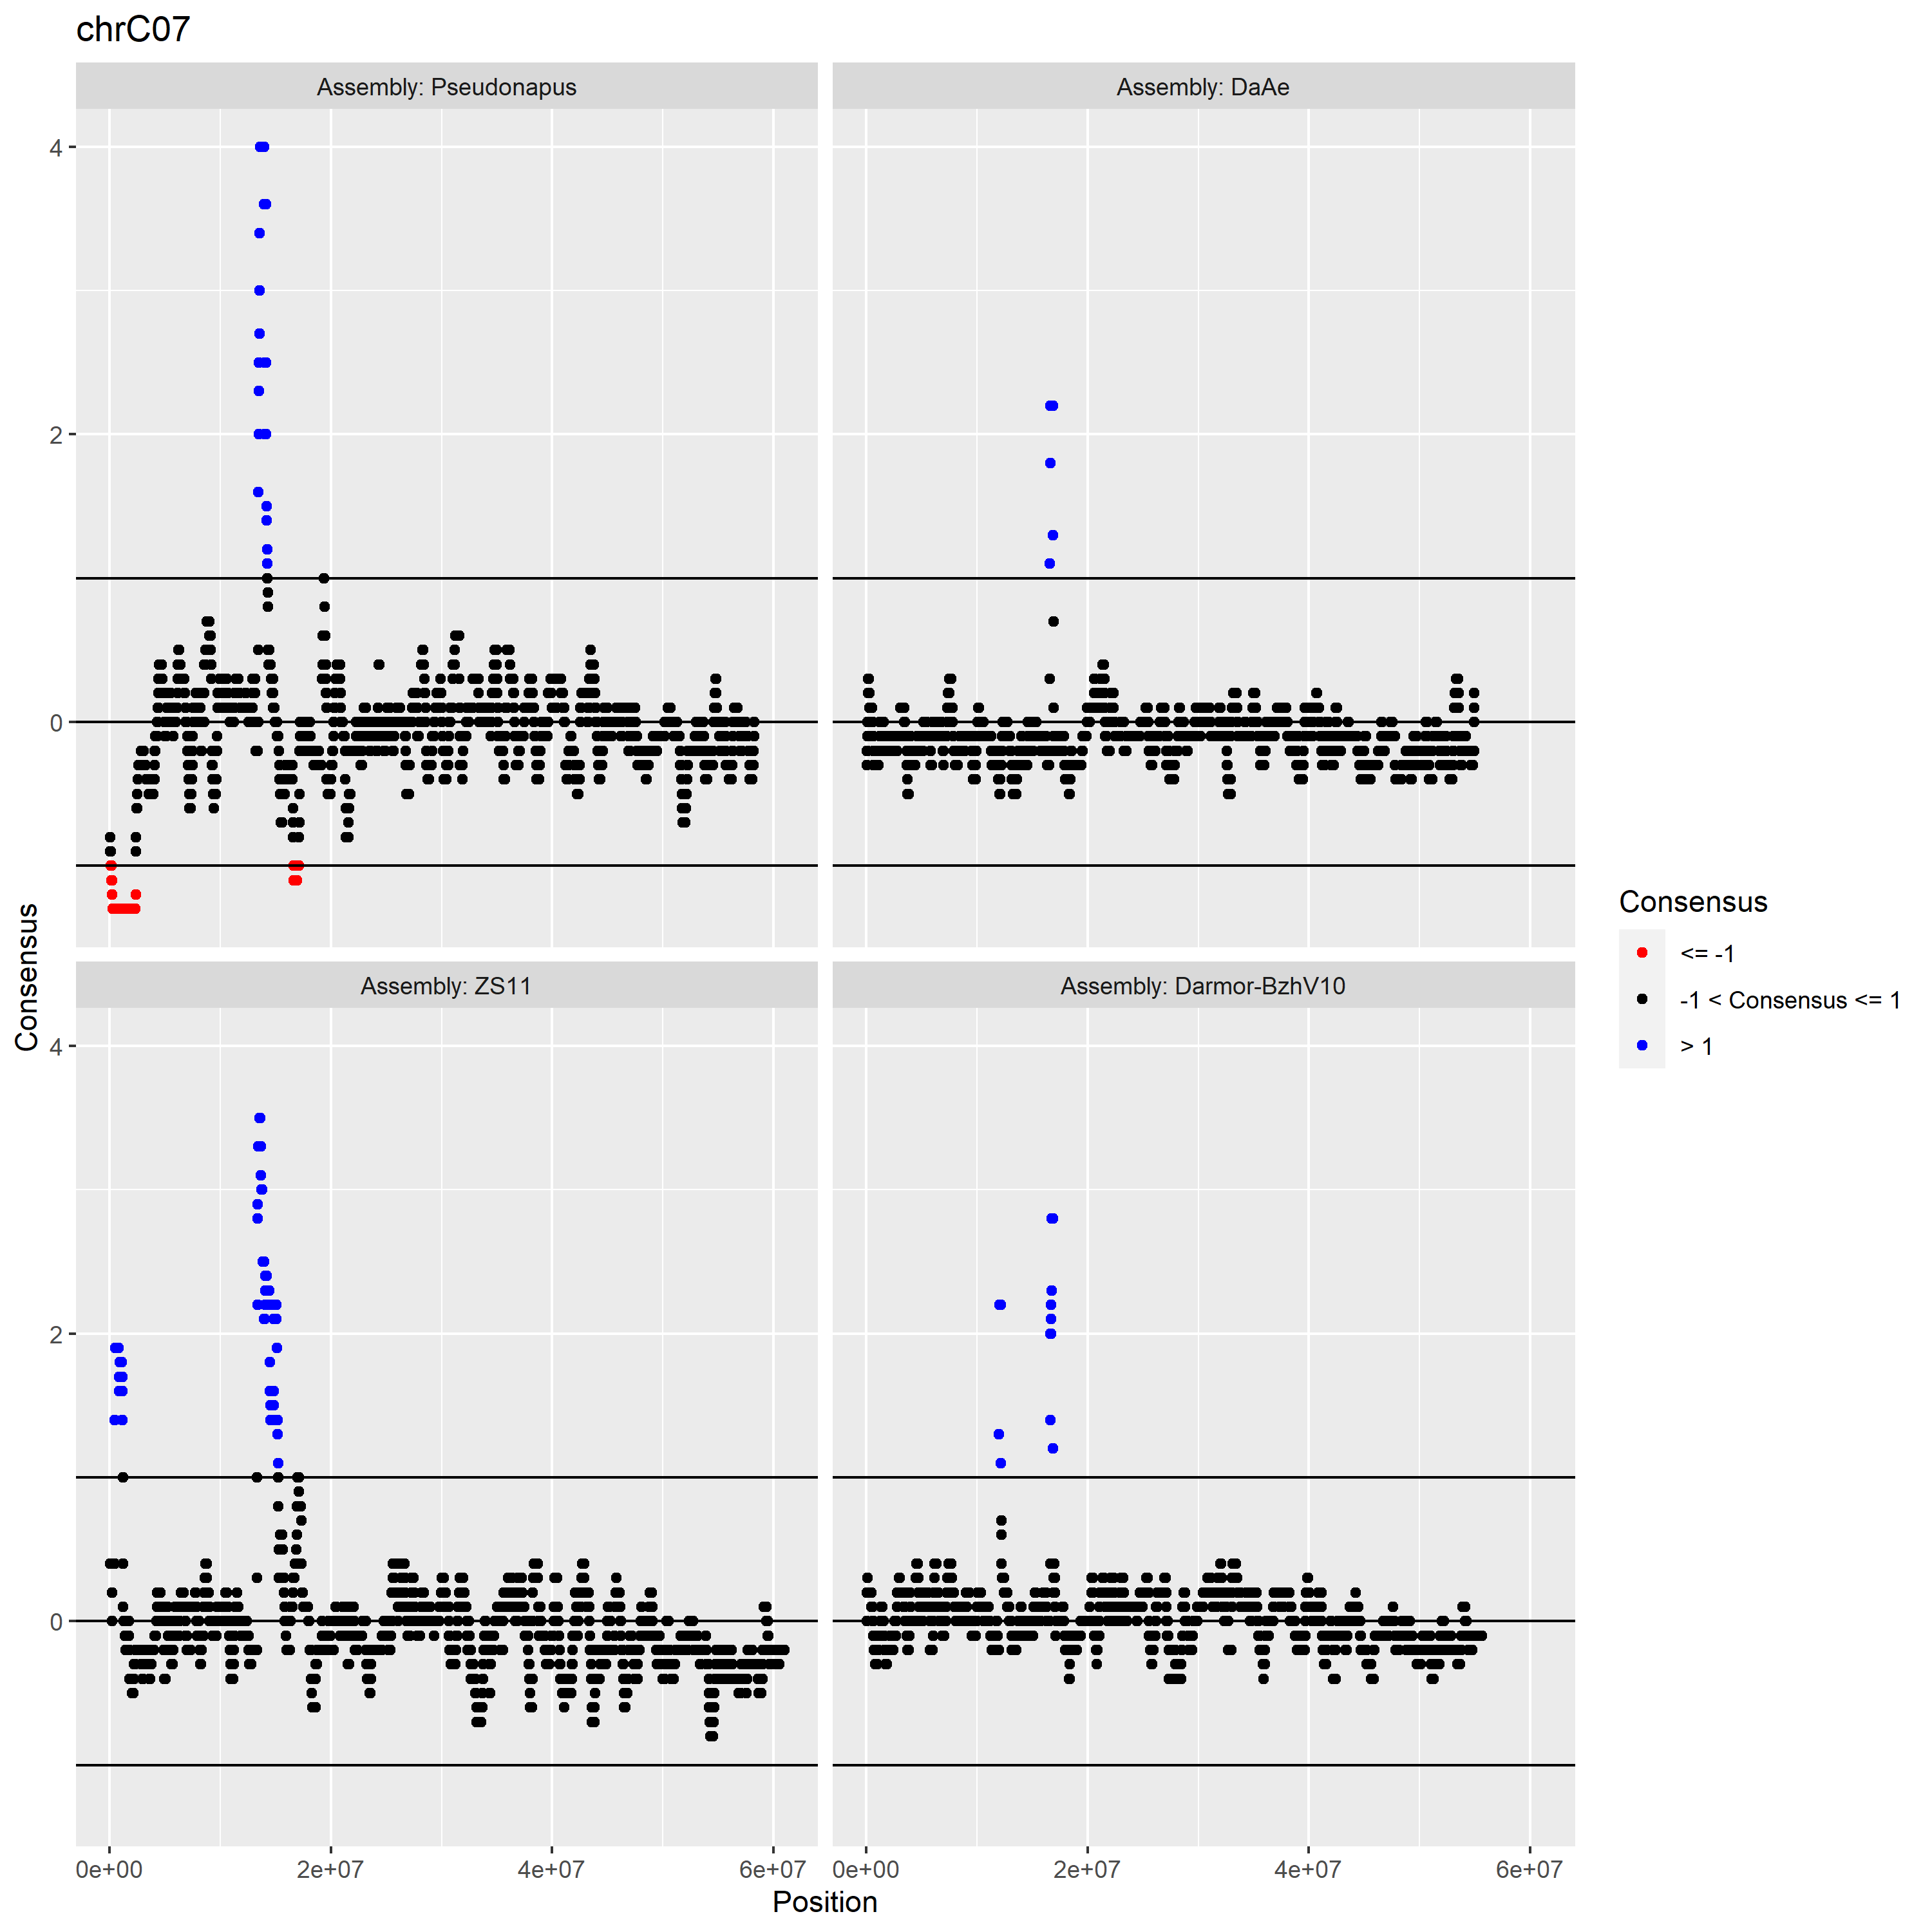 chrC07
Assembly: Pseudonapus
Assembly: DaAe
4
2
0
Assembly: ZS11
Assembly: Darmor-BzhV10
4
2
0
0e+00 2e+07 4e+07 6e+07 0e+00 2e+07 4e+07 6e+07
Position
Consensus
Consensus
<= -1
-1 < Consensus <= 1
> 1